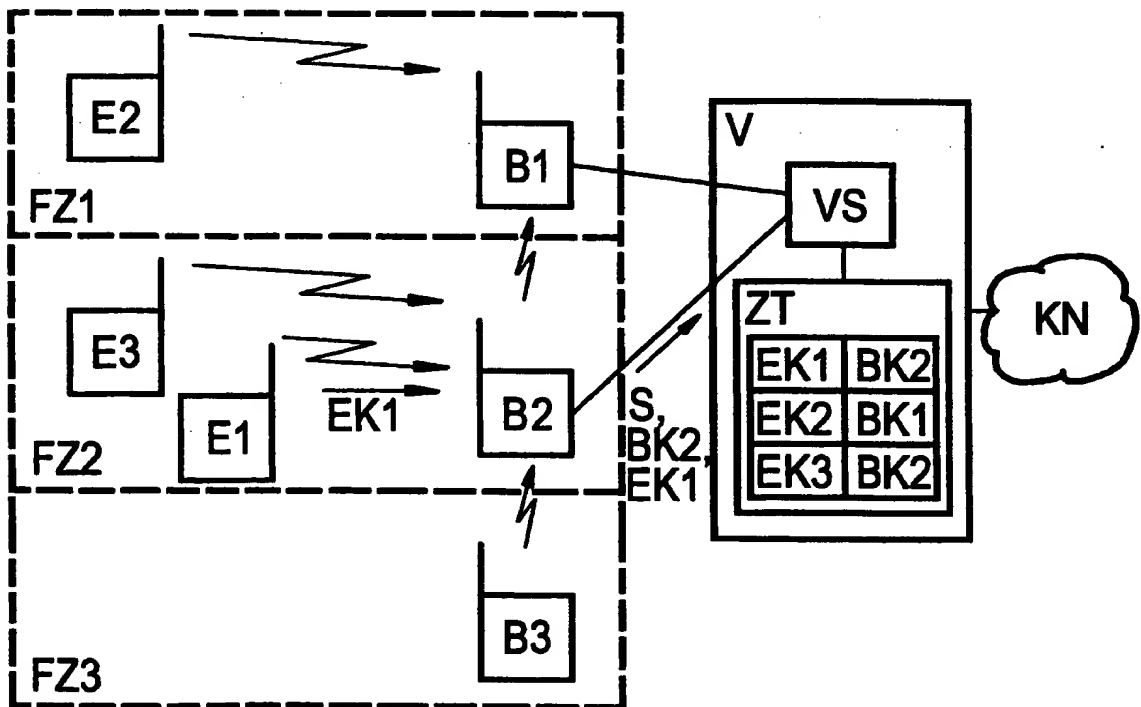 E2
B1
FZ1
V
VS
E3
EK1
E1
B2
FZ2
S,
BK2,
EK1
ZT
EK1 BK2
EK2 BK1
EK3 BK2
KN
B3
FZ3